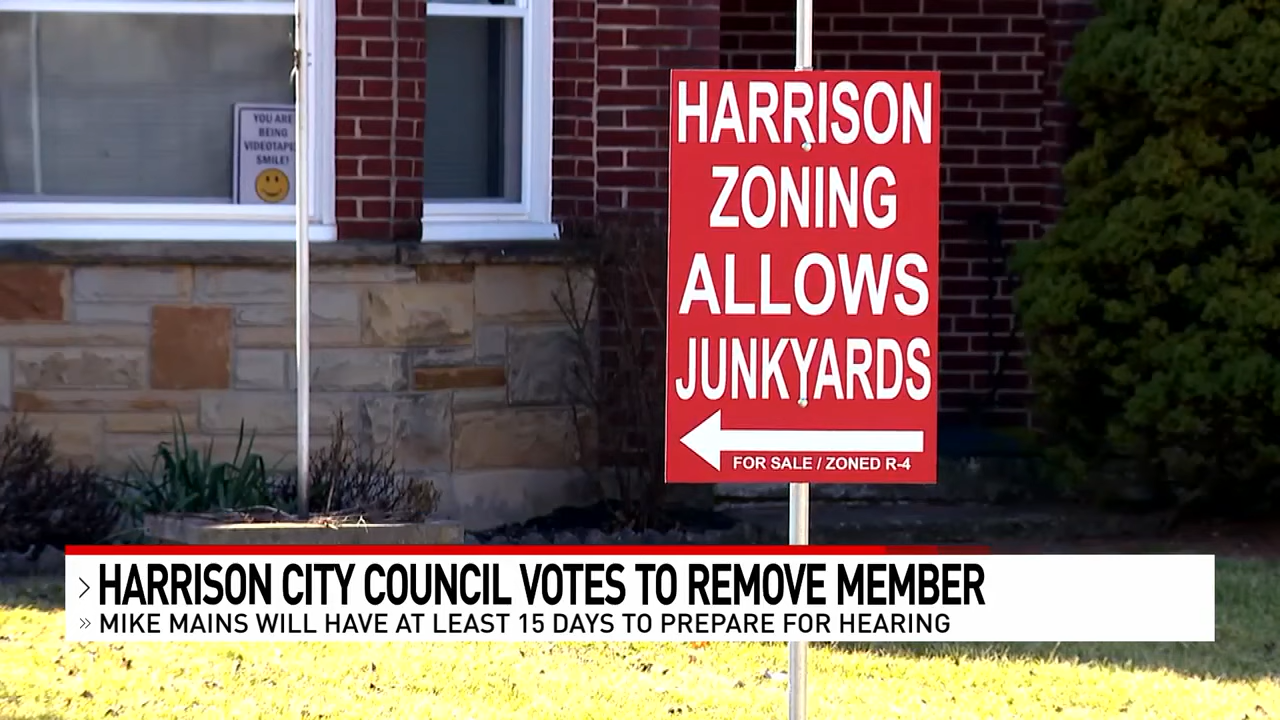 YOU ARE
BEING
VIDEOTAPE
SMILE!
HARRISON
ZONING
ALLOWS
JUNKYARDS
FOR SALE / ZONED R-4
HARRISON CITY COUNCIL VOTES TO REMOVE MEMBER
MIKE MAINS WILL HAVE AT LEAST 15 DAYS TO PREPARE FOR HEARING